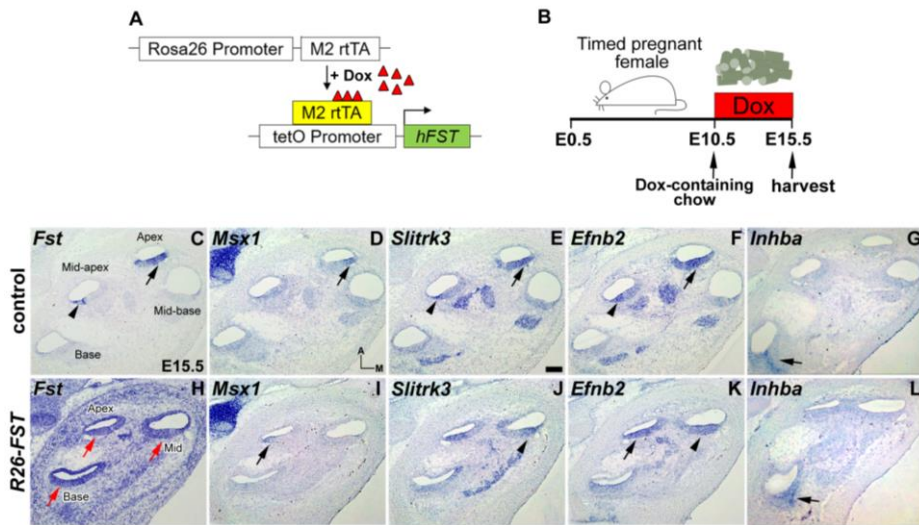 A
Rosa26 Promoter
M2 rtTA
+ Dox
M2 rtTA
tetO Promoter
hFST
B
Timed pregnant
female
Dox
E0.5
E10.5
E15.5
Dox-containing
chow
harvest
control
Fst
C
Apex
Mid-apex
Mid-base
Base
E15.5
Msx1
D
A
M
Slitrk3
E
Efnb2
F
Inhba
G
R26-FST
Fst
H
Apex
Mid
Base
Msx1
I
Slitrk3
J
Efnb2
K
Inhba
L